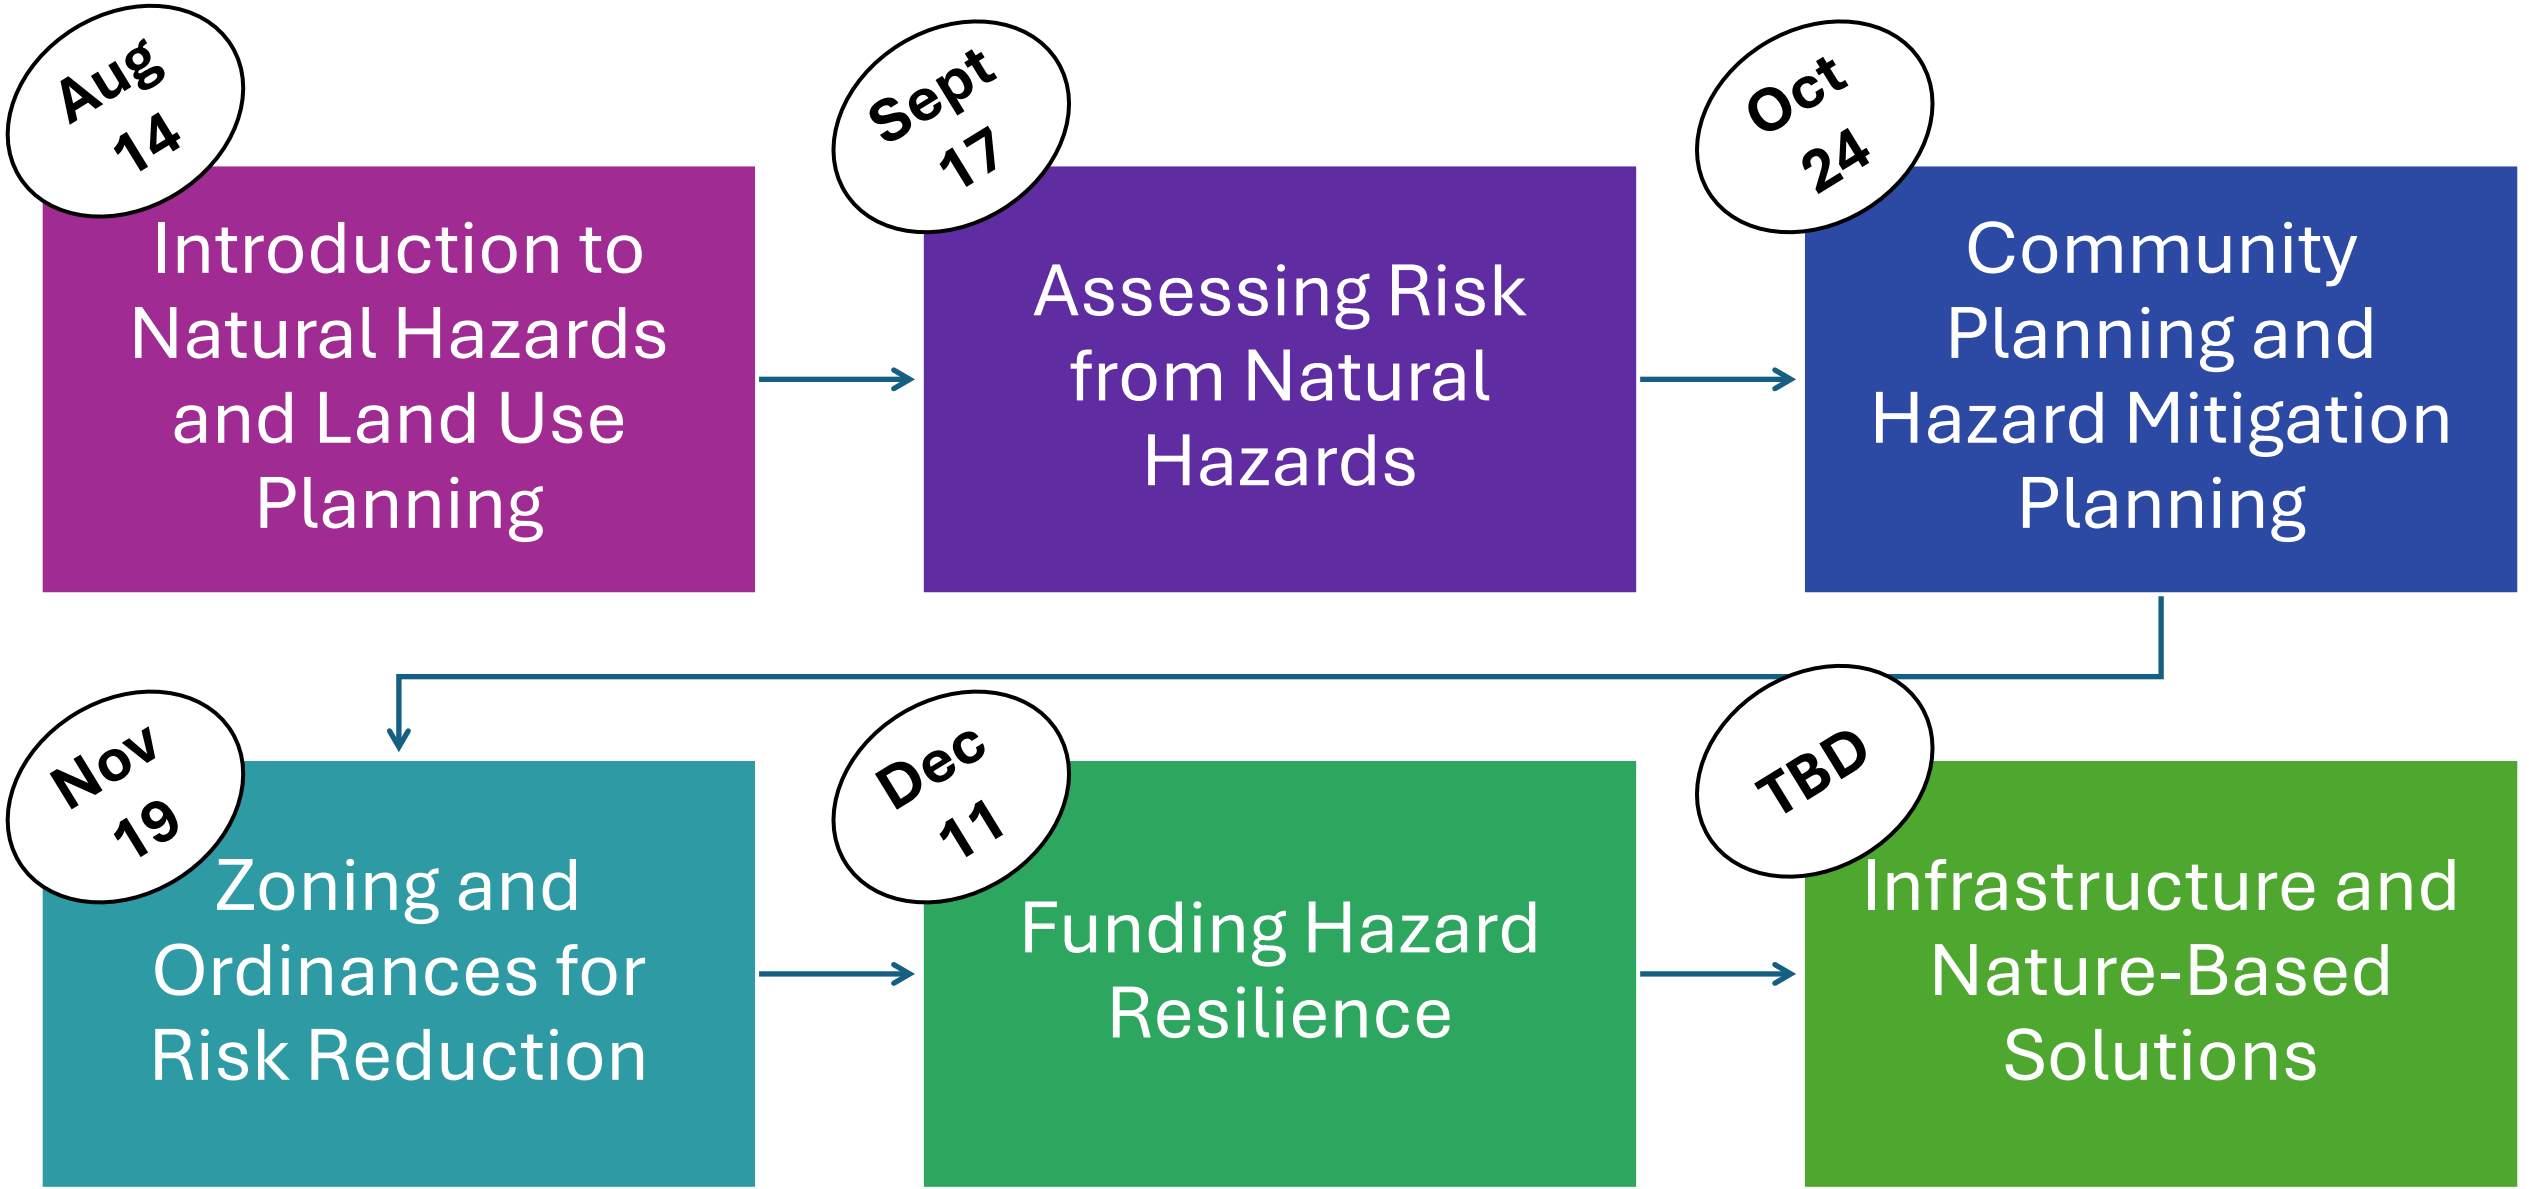 Aug
14
Introduction to
Natural Hazards
and Land Use
Planning
Sept
17
Assessing Risk
from Natural
Hazards
Oct
24
Community
Planning and
Hazard Mitigation
Planning
Nov
19
Zoning and
Ordinances for
Risk Reduction
Dec
11
Funding Hazard
Resilience
TBD
Infrastructure and
Nature-Based
Solutions